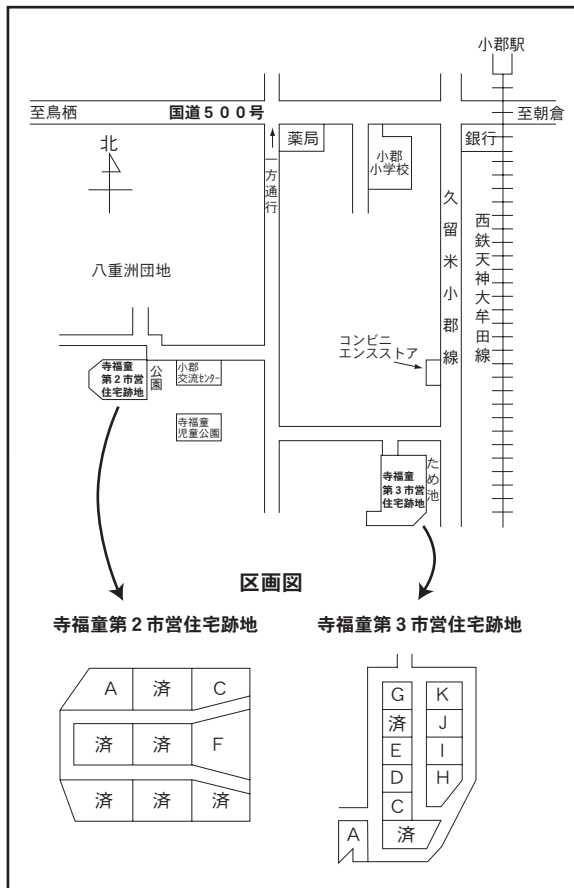 小郡駅
至鳥栖
国道500号
至朝倉
北
一方通行
薬局
小郡
小学校
銀行
久留米小郡線
西鉄天神大牟田線
八重洲団地
コンビニ
エンスストア
寺福童
第2市営
住宅跡地
公園
小郡
交流センター
寺福童
児童公園
寺福童
第3市営
住宅跡地
ため池
区画図
寺福童第2市営住宅跡地
A 済 C
済 済 F
済 済 済
寺福童第3市営住宅跡地
G K
済 J
E I
D H
C
A 済